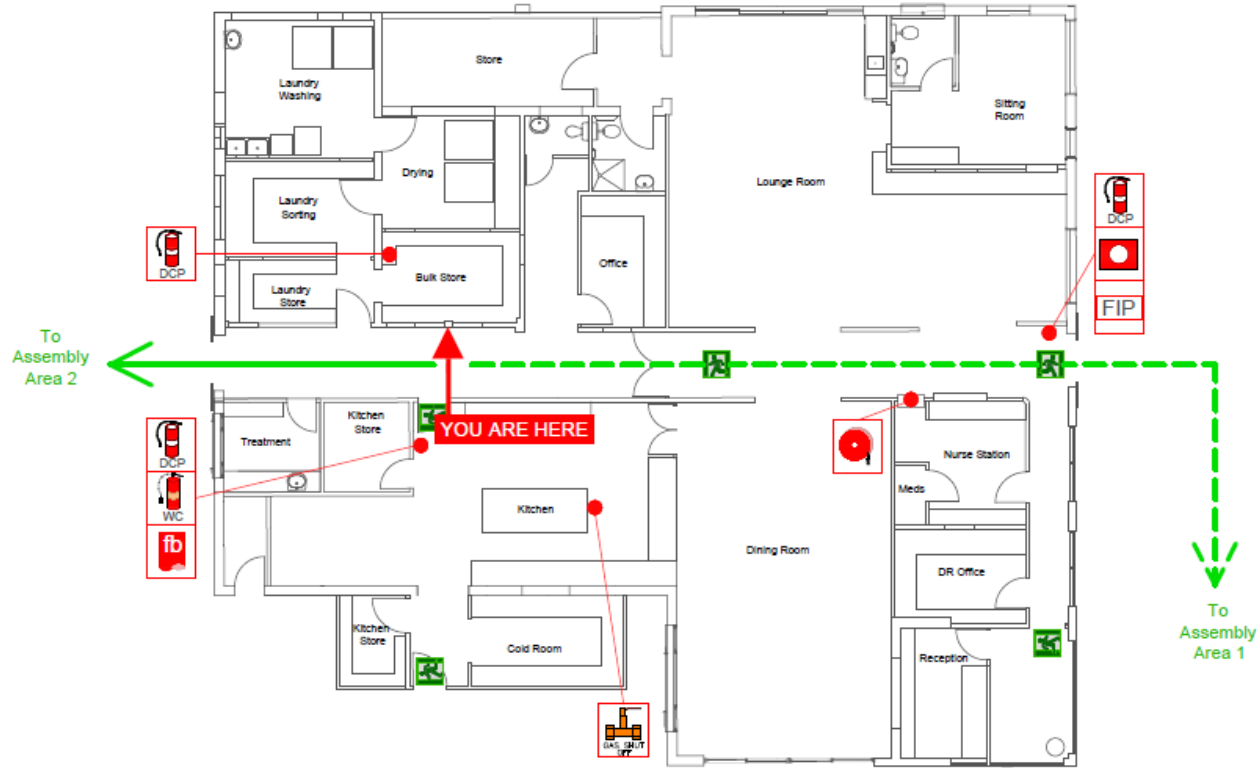 Store
Laundry
Washing
Sitting
Room
Drying
Lounge Room
Laundry
Sorting
DCP
DCP
Office
Bulk Store
Laundry
Store
FIP
To
Assembly
Area 2
Kitchen
Store
YOU ARE HERE
Treatment
DCP
Nurse Station
Meds
WC
Kitchen
fb
Dining Room
DR Office
To
Assembly
Area 1
Kitchen
Store
Cold Room
Reception
GAS SHUT
OFF